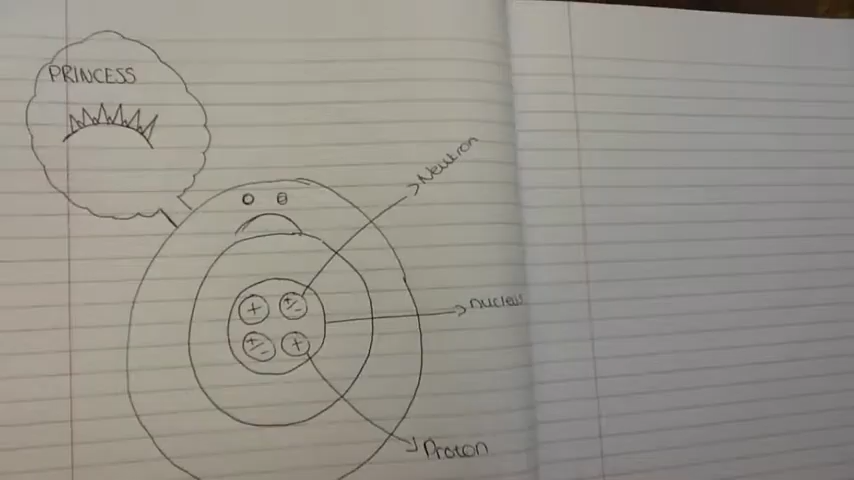 PRINCESS
Neutron
nucleus
+
+/-
+/-
+
Proton